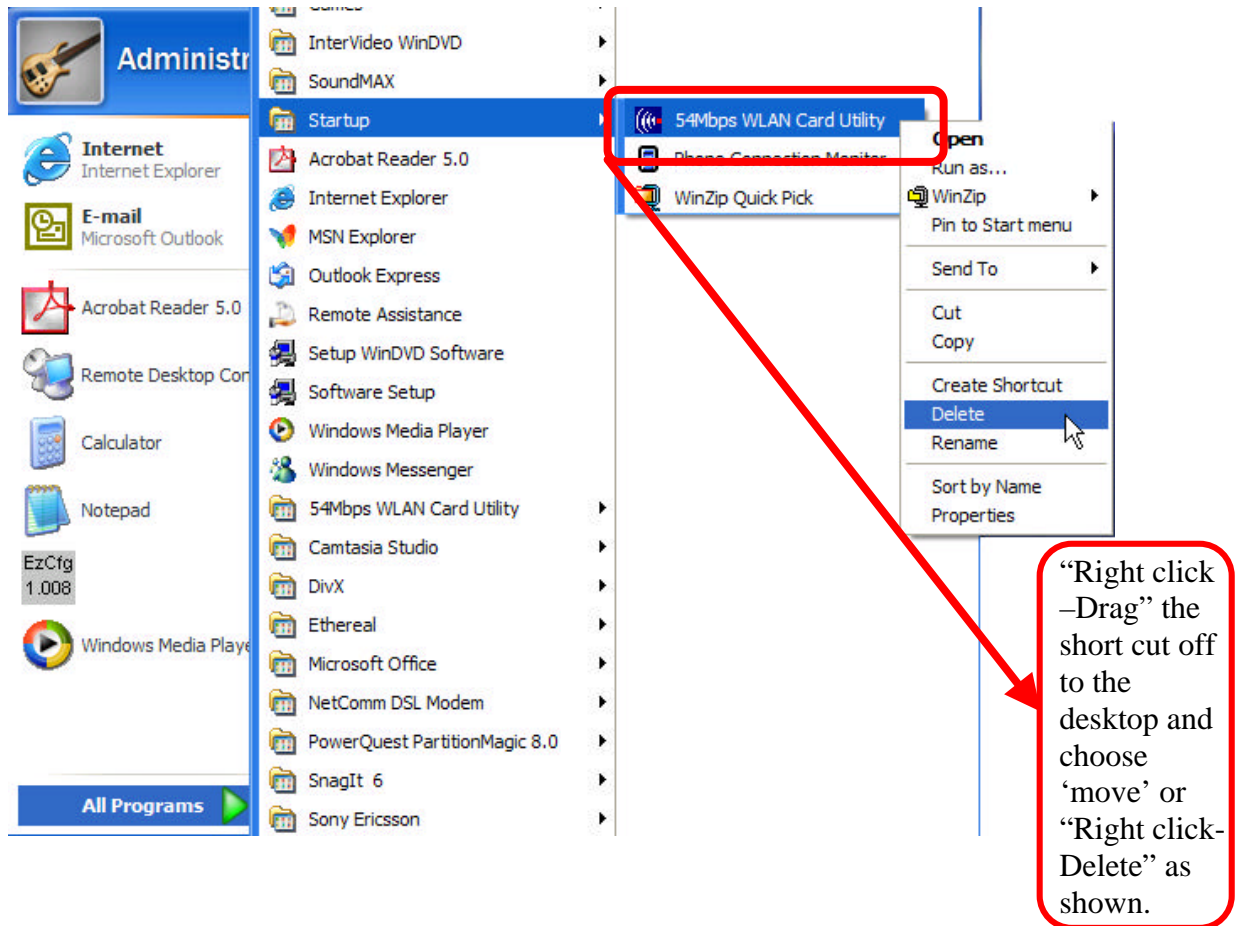 Administr
Internet
Internet Explorer
E-mail
Microsoft Outlook
Acrobat Reader 5.0
Remote Desktop Con
Calculator
Notepad
EzCfg
1.008
Windows Media Playe
All Programs
Games
InterVideo WinDVD
SoundMAX
Startup
Acrobat Reader 5.0
Internet Explorer
MSN Explorer
Outlook Express
Remote Assistance
Setup WinDVD Software
Software Setup
Windows Media Player
Windows Messenger
54Mbps WLAN Card Utility
Camtasia Studio
DivX
Ethereal
Microsoft Office
NetComm DSL Modem
PowerQuest PartitionMagic 8.0
SnagIt 6
Sony Ericsson
54Mbps WLAN Card Utility
Phone Connection Monitor
WinZip Quick Pick
Open
Run as...
WinZip
Pin to Start menu
Send To
Cut
Copy
Create Shortcut
Delete
Rename
Sort by Name
Properties
“Right click
–Drag” the
short cut off
to the
desktop and
choose
‘move’ or
“Right click-
Delete” as
shown.